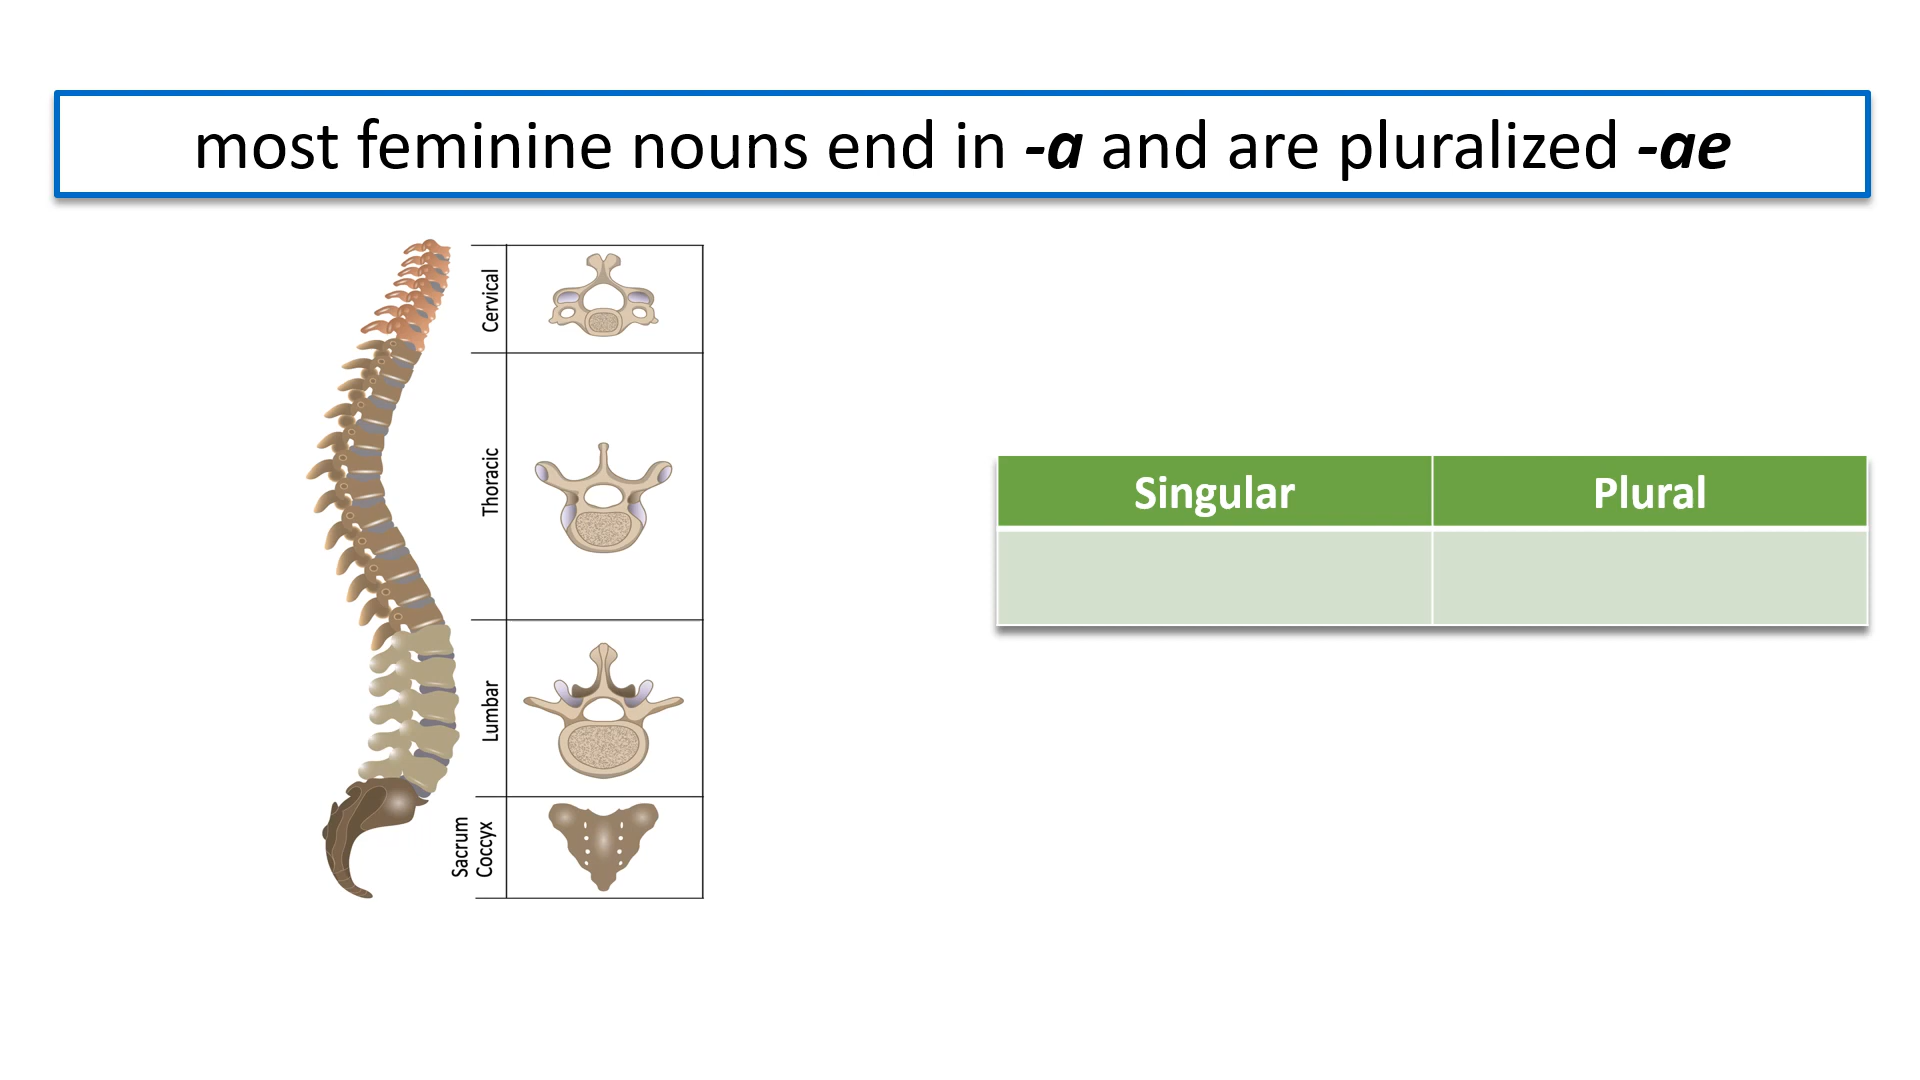 most feminine nouns end in -a and are pluralized -ae
Cervical
Thoracic
Lumbar
Sacrum
Coccyx
Singular
Plural